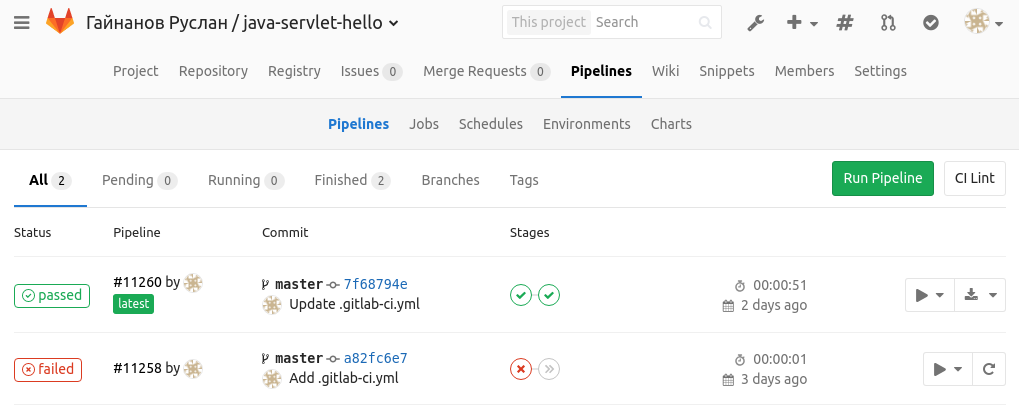 Гайнанов Руслан / java-servlet-hello
This project Search
Project Repository Registry Issues 0 Merge Requests 0 Pipelines Wiki Snippets Members Settings
Pipelines Jobs Schedules Environments Charts
All 2 Pending 0 Running 0 Finished 2 Branches Tags Run Pipeline CI Lint
Status Pipeline Commit Stages
passed #11260 by latest master 7f68794e Update .gitlab-ci.yml 00:00:51 2 days ago
failed #11258 by master a82fc6e7 Add .gitlab-ci.yml 00:00:01 3 days ago